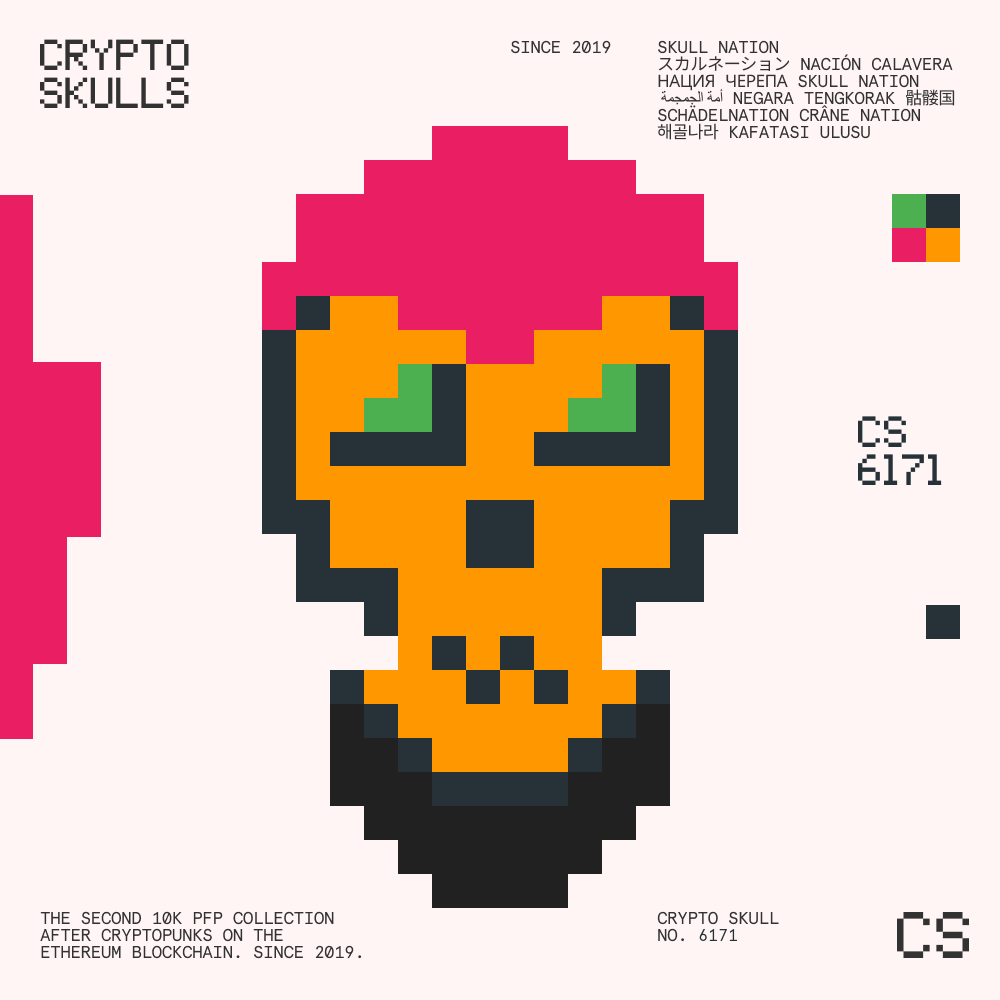 CRYPTO
SKULLS
SINCE 2019
SKULL NATION
スカルネーション NACIÓN CALAVERA
НАЦИЯ ЧЕРЕПА SKULL NATION
أمة الجمجمة NEGARA TENGKORAK 骷髅国
SCHÄDELNATION CRÂNE NATION
해골나라 KAFATASI ULUSU
CS
6171
THE SECOND 10K PFP COLLECTION
AFTER CRYPTOPUNKS ON THE
ETHEREUM BLOCKCHAIN. SINCE 2019.
CRYPTO SKULL
NO. 6171
CS